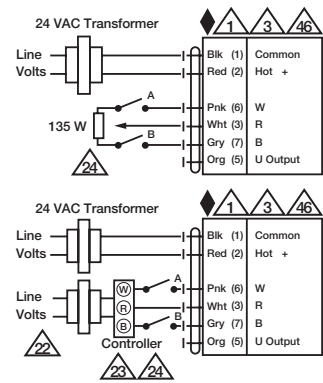 24 VAC Transformer
1 3 46
Line
Volts
Blk (1) Common
Red (2) Hot +
A
Pnk (6) W
135 W
Wht (3) R
B
Gry (7) B
Org (5) U Output
24
24 VAC Transformer
1 3 46
Line
Volts
Blk (1) Common
Red (2) Hot +
A
W
Pnk (6) W
Line
Volts
R
Wht (3) R
B
B
Gry (7) B
Controller
Org (5) U Output
22
23 24